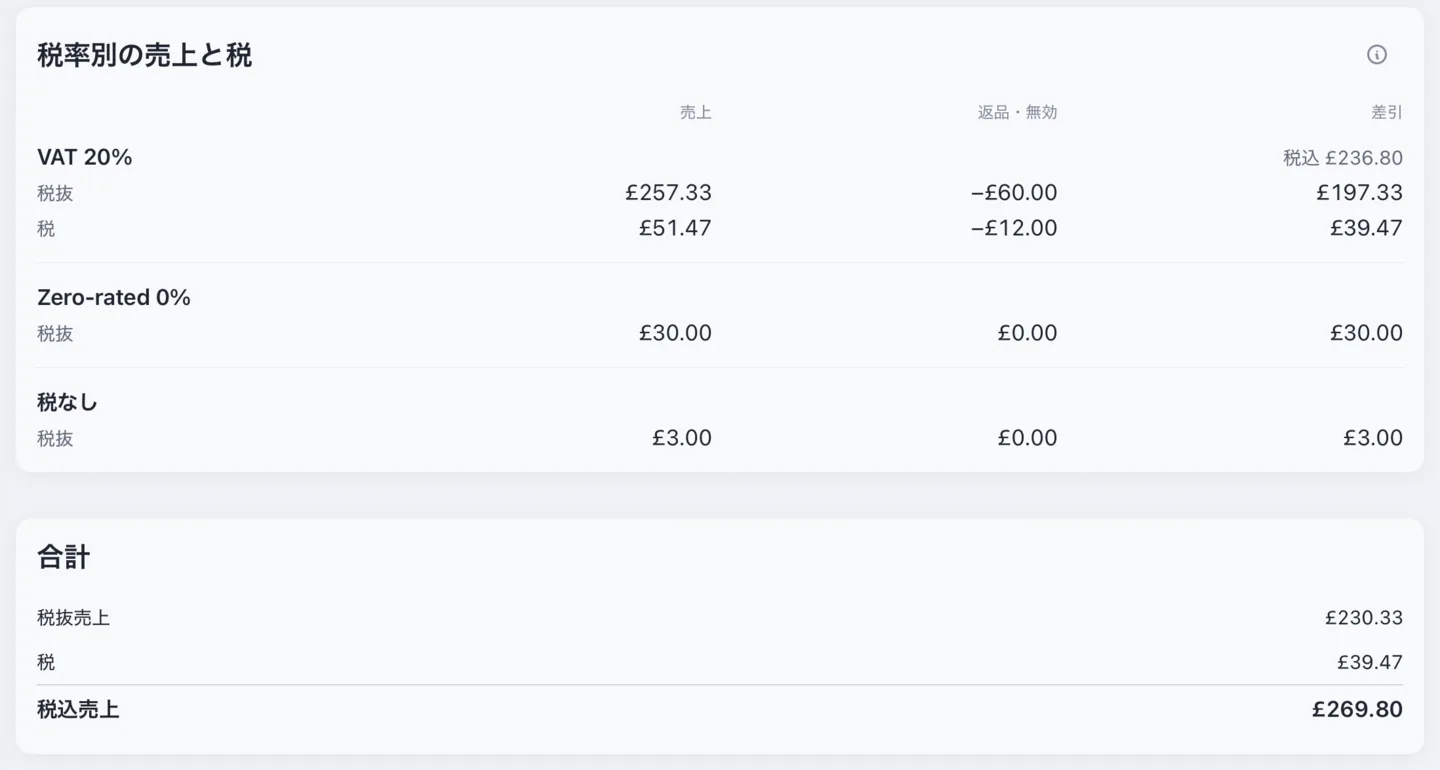 税率別の売上と税
売上 返品・無効 差引
VAT 20% 税込 £236.80
税抜 £257.33 −£60.00 £197.33
税 £51.47 −£12.00 £39.47
Zero-rated 0%
税抜 £30.00 £0.00 £30.00
税なし
税抜 £3.00 £0.00 £3.00
合計
税抜売上 £230.33
税 £39.47
税込売上 £269.80